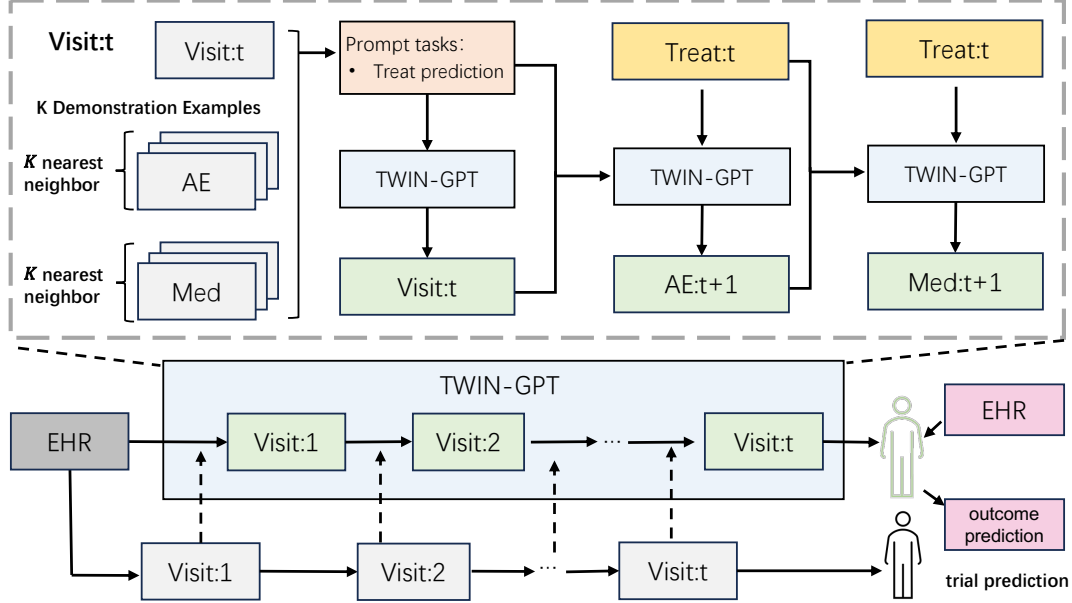 Visit:t
Visit:t
K Demonstration Examples
K nearest
neighbor
AE
K nearest
neighbor
Med
Prompt tasks:
• Treat prediction
TWIN-GPT
Visit:t
Treat:t
TWIN-GPT
AE:t+1
Treat:t
TWIN-GPT
Med:t+1
TWIN-GPT
EHR
Visit:1
Visit:2
...
Visit:t
EHR
outcome
prediction
trial prediction
Visit:1
Visit:2
...
Visit:t